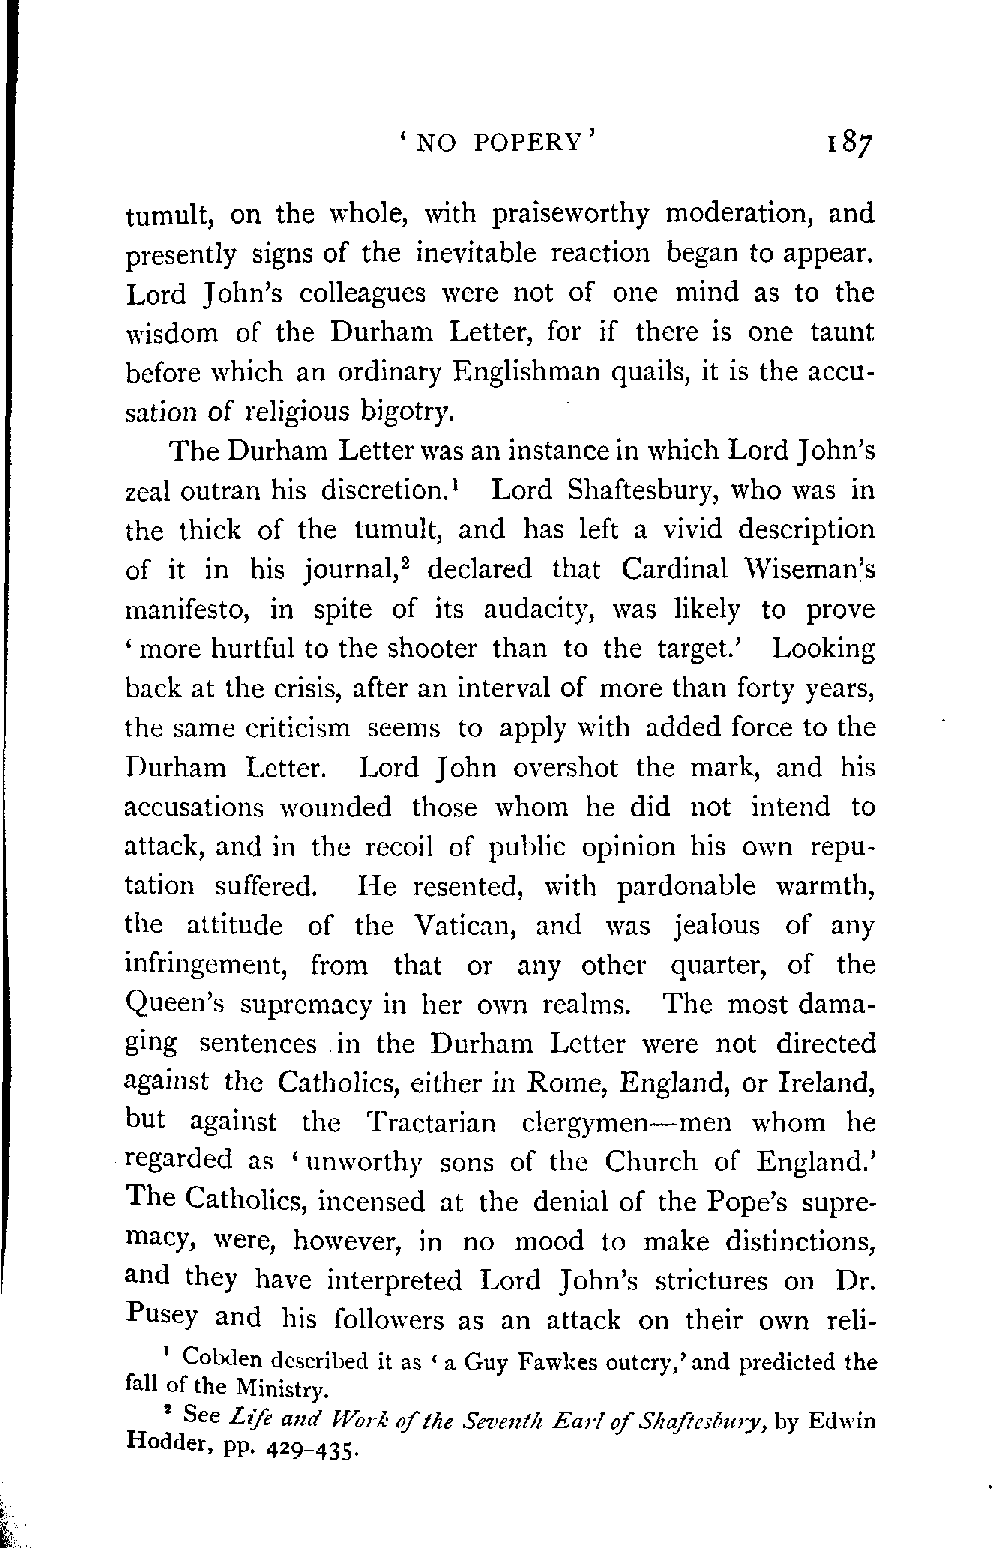 ‘ NO POPERY ’ 187
tumult, on the whole, with praiseworthy moderation, and
presently signs of the inevitable reaction began to appear.
Lord John’s colleagues were not of one mind as to the
wisdom of the Durham Letter, for if there is one taunt
before which an ordinary Englishman quails, it is the accu-
sation of religious bigotry.
The Durham Letter was an instance in which Lord John’s
zeal outran his discretion.¹ Lord Shaftesbury, who was in
the thick of the tumult, and has left a vivid description
of it in his journal,² declared that Cardinal Wiseman’s
manifesto, in spite of its audacity, was likely to prove
‘ more hurtful to the shooter than to the target.’ Looking
back at the crisis, after an interval of more than forty years,
the same criticism seems to apply with added force to the
Durham Letter. Lord John overshot the mark, and his
accusations wounded those whom he did not intend to
attack, and in the recoil of public opinion his own repu-
tation suffered. He resented, with pardonable warmth,
the attitude of the Vatican, and was jealous of any
infringement, from that or any other quarter, of the
Queen’s supremacy in her own realms. The most dama-
ging sentences in the Durham Letter were not directed
against the Catholics, either in Rome, England, or Ireland,
but against the Tractarian clergymen—men whom he
regarded as ‘ unworthy sons of the Church of England.’
The Catholics, incensed at the denial of the Pope’s supre-
macy, were, however, in no mood to make distinctions,
and they have interpreted Lord John’s strictures on Dr.
Pusey and his followers as an attack on their own reli-
¹ Cobden described it as ‘ a Guy Fawkes outcry,’ and predicted the
fall of the Ministry.
² See Life and Work of the Seventh Earl of Shaftesbury, by Edwin
Hodder, pp. 429–435.